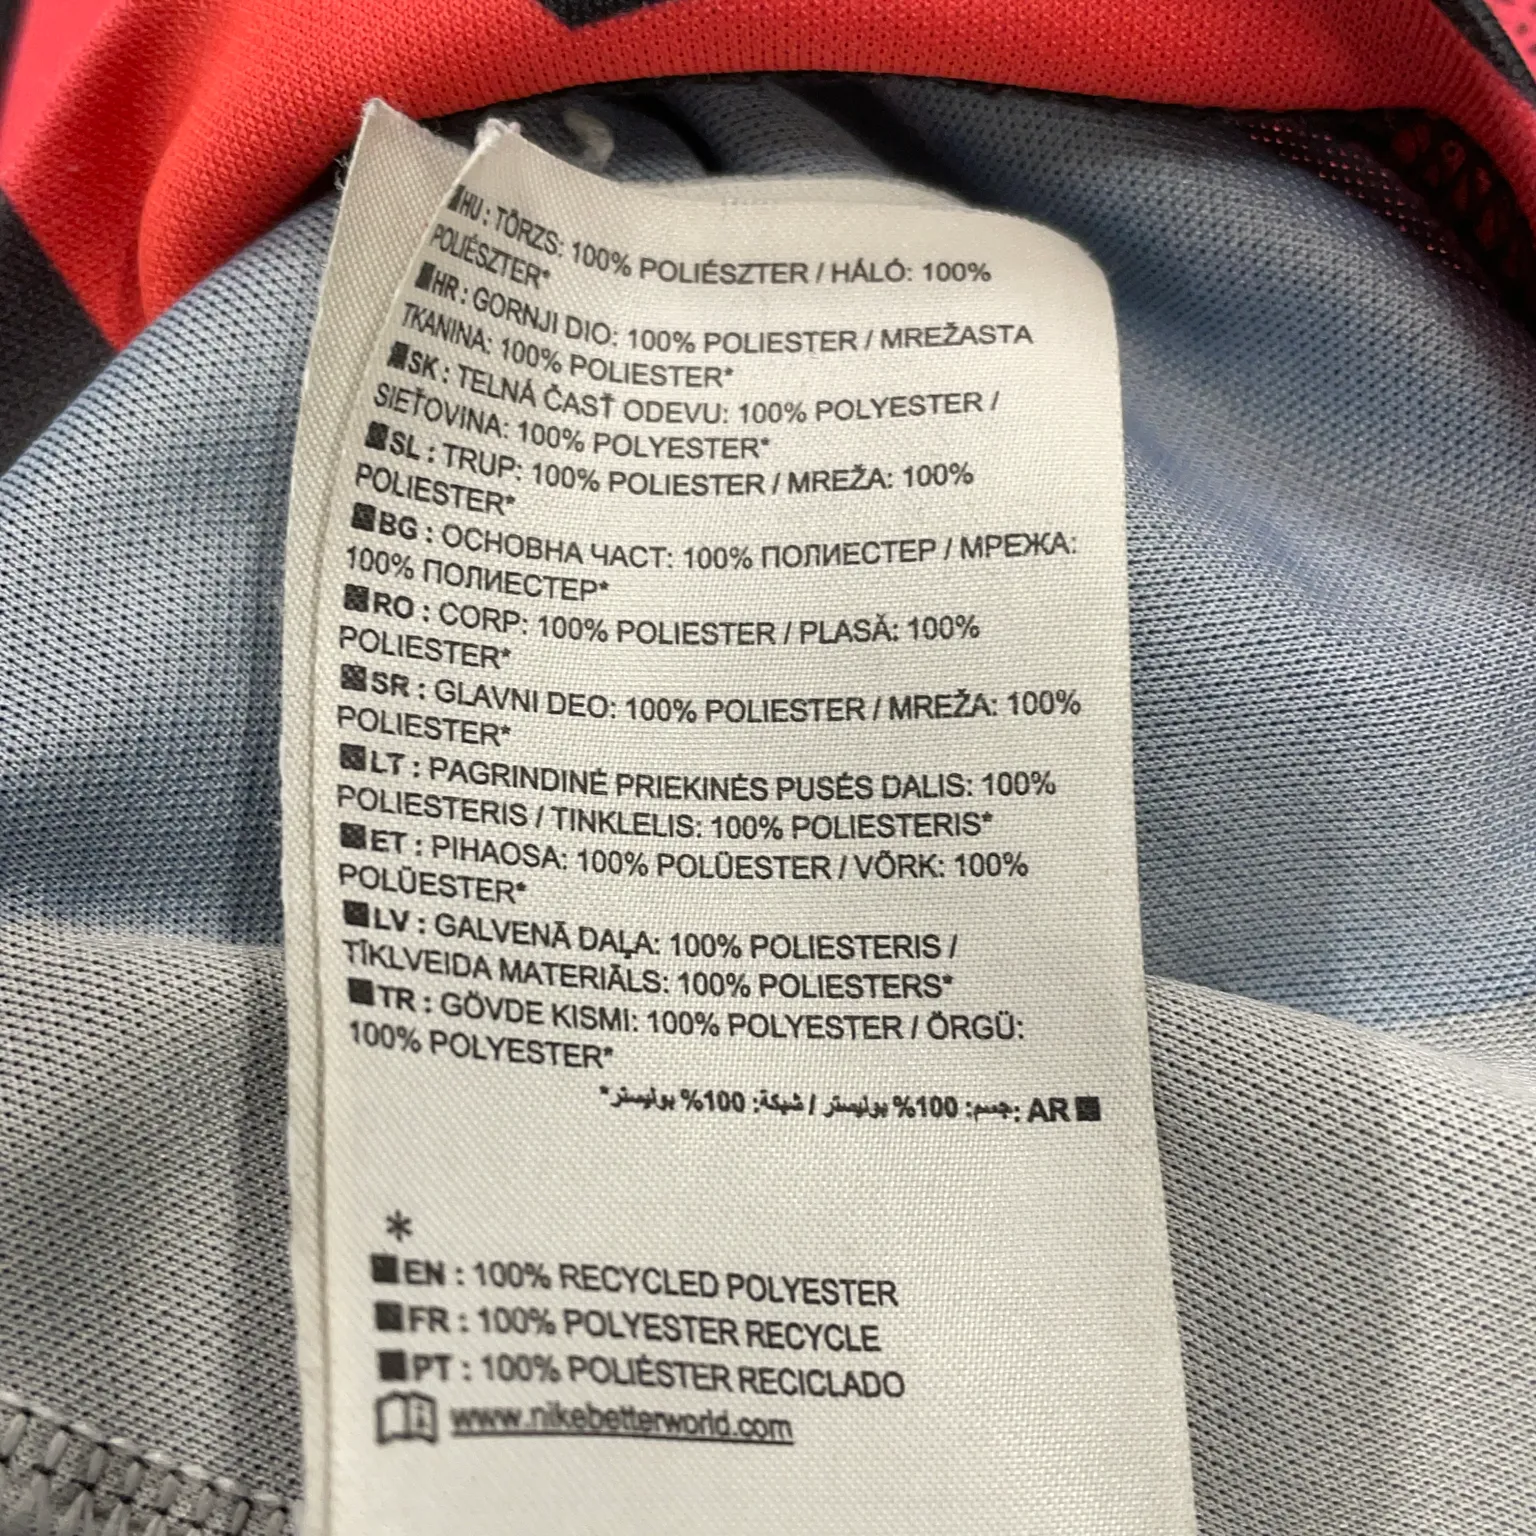 HU : TÖRZS: 100% POLIÉSZTER / HÁLÓ: 100%
POLIÉSZTER*
HR : GORNJI DIO: 100% POLIESTER / MREŽASTA
TKANINA: 100% POLIESTER*
SK : TELNÁ ČASŤ ODEVU: 100% POLYESTER /
SIEŤOVINA: 100% POLYESTER*
SL : TRUP: 100% POLIESTER / MREŽA: 100%
POLIESTER*
BG : ОСНОВНА ЧАСТ: 100% ПОЛИЕСТЕР / МРЕЖА:
100% ПОЛИЕСТЕР*
RO : CORP: 100% POLIESTER / PLASĂ: 100%
POLIESTER*
SR : GLAVNI DEO: 100% POLIESTER / MREŽA: 100%
POLIESTER*
LT : PAGRINDINĖ PRIEKINĖS PUSĖS DALIS: 100%
POLIESTERIS / TINKLELIS: 100% POLIESTERIS*
ET : PIHAOSA: 100% POLÜESTER / VÕRK: 100%
POLÜESTER*
LV : GALVENĀ DAĻA: 100% POLIESTERIS /
TĪKLVEIDA MATERIĀLS: 100% POLIESTERS*
TR : GÖVDE KISMI: 100% POLYESTER / ÖRGÜ:
100% POLYESTER*
AR :جسم: 100% بوليستر / شبكة: 100% بوليستر*
*
EN : 100% RECYCLED POLYESTER
FR : 100% POLYESTER RECYCLE
PT : 100% POLIÉSTER RECICLADO
www.nikebetterworld.com